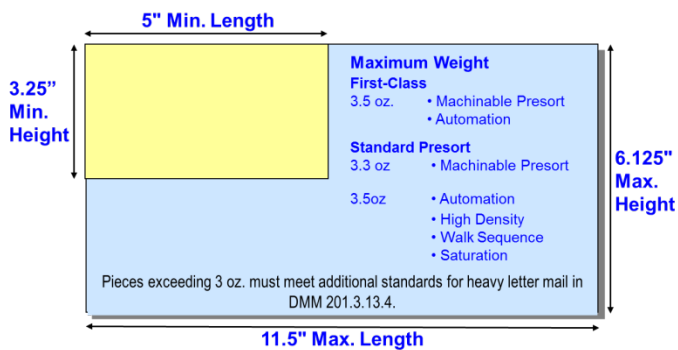 5" Min. Length
3.25”
Min.
Height
Maximum Weight
First-Class
3.5 oz. • Machinable Presort
• Automation
Standard Presort
3.3 oz • Machinable Presort
3.5oz • Automation
• High Density
• Walk Sequence
• Saturation
6.125"
Max.
Height
Pieces exceeding 3 oz. must meet additional standards for heavy letter mail in
DMM 201.3.13.4.
11.5" Max. Length